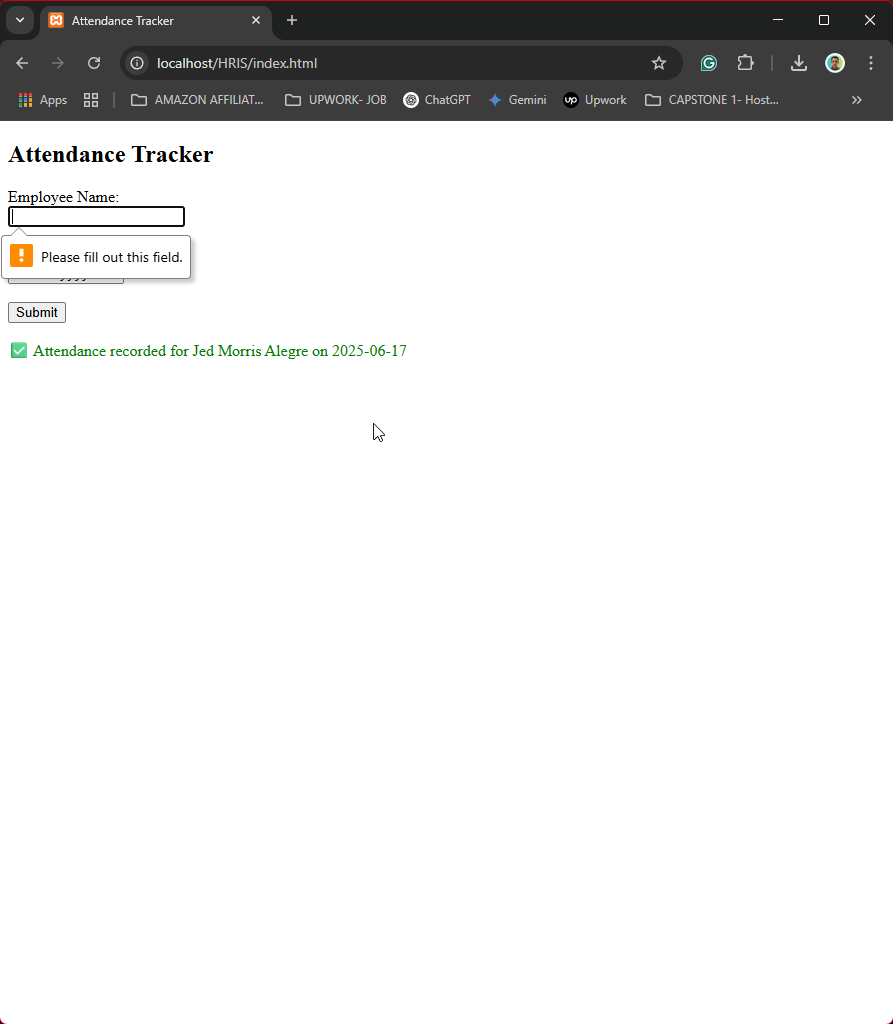 Attendance Tracker
localhost/HRIS/index.html
Apps
AMAZON AFFILIAT...
UPWORK- JOB
ChatGPT
Gemini
up
Upwork
CAPSTONE 1- Host...
Attendance Tracker
Employee Name:
Please fill out this field.
Submit
Attendance recorded for Jed Morris Alegre on 2025-06-17